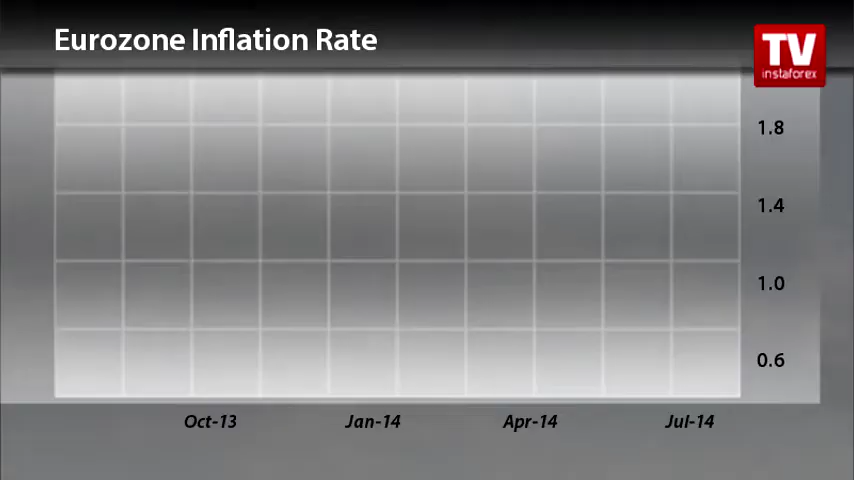 Eurozone Inflation Rate
TV
instaforex
1.8
1.4
1.0
0.6
Oct-13 Jan-14 Apr-14 Jul-14